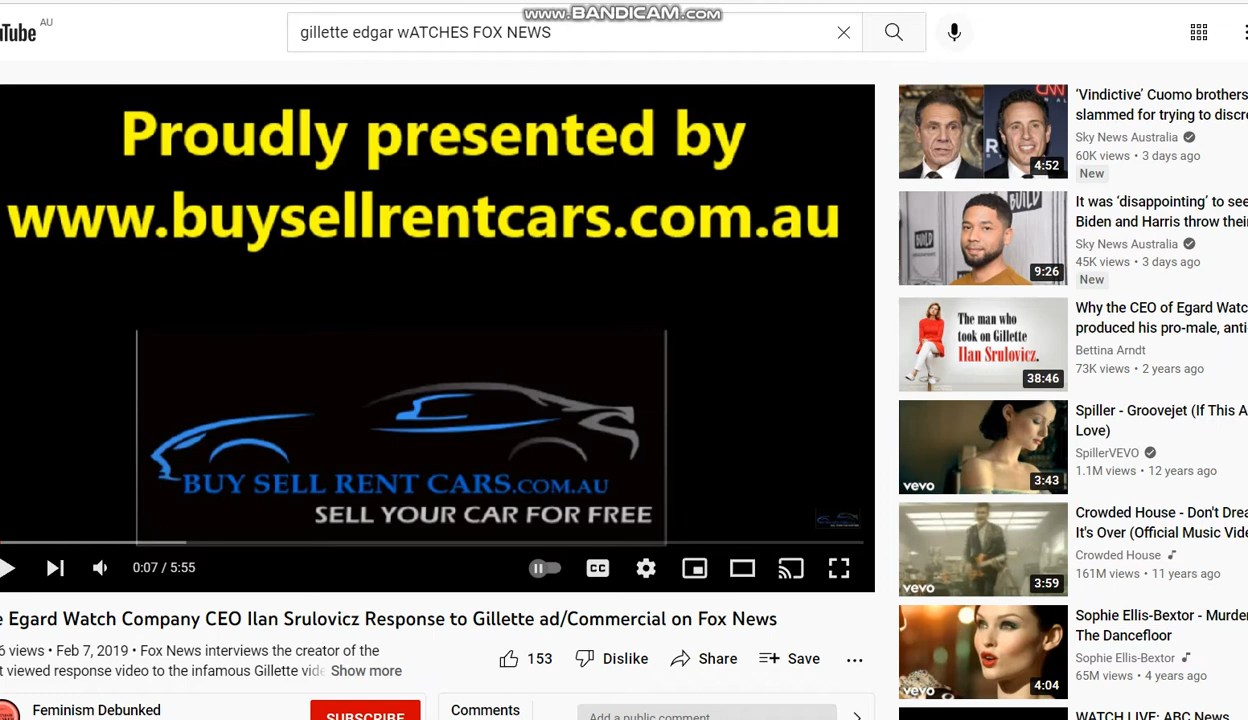 www.BANDICAM.com
uTube AU
gillette edgar wATCHES FOX NEWS
Proudly presented by
www.buysellrentcars.com.au
BUY SELL RENT CARS.COM.AU
SELL YOUR CAR FOR FREE
0:07 / 5:55
CC
e Egard Watch Company CEO Ilan Srulovicz Response to Gillette ad/Commercial on Fox News
6 views • Feb 7, 2019 • Fox News interviews the creator of the
t viewed response video to the infamous Gillette vid Show more
153 Dislike Share Save
Feminism Debunked
SUBSCRIBE
Comments
Add a public comment
CNN
4:52
‘Vindictive’ Cuomo brothers
slammed for trying to discre
Sky News Australia
60K views • 3 days ago
New
BUILD
9:26
It was ‘disappointing’ to see
Biden and Harris throw thei
Sky News Australia
45K views • 3 days ago
New
The man who
took on Gillette
Ilan Srulovicz.
38:46
Why the CEO of Egard Watc
produced his pro-male, anti-
Bettina Arndt
73K views • 2 years ago
vevo
3:43
Spiller - Groovejet (If This A
Love)
SpillerVEVO
1.1M views • 12 years ago
vevo
3:59
Crowded House - Don't Drea
It's Over (Official Music Vide
Crowded House
161M views • 11 years ago
vevo
4:04
Sophie Ellis-Bextor - Murder
The Dancefloor
Sophie Ellis-Bextor
65M views • 4 years ago
WATCH LIVE: ABC News